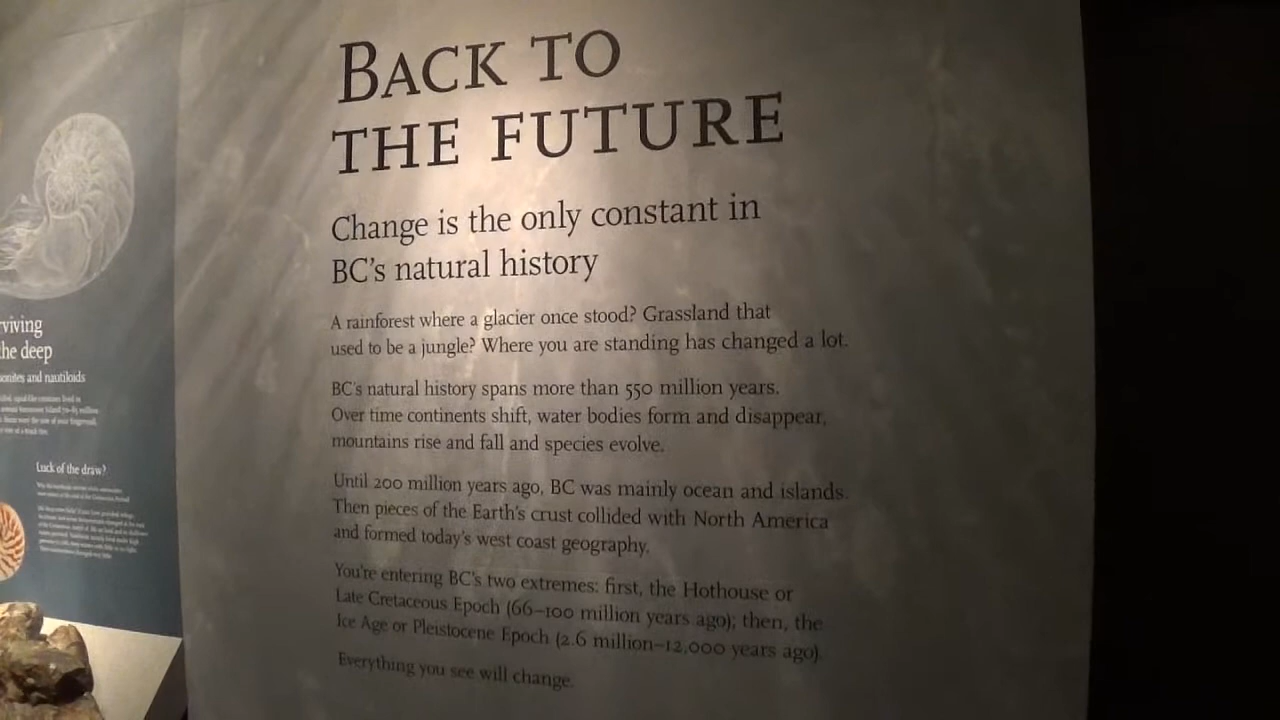 BACK TO
THE FUTURE
Change is the only constant in
BC's natural history
A rainforest where a glacier once stood? Grassland that
used to be a jungle? Where you are standing has changed a lot.
BC's natural history spans more than 550 million years.
Over time continents shift, water bodies form and disappear,
mountains rise and fall and species evolve.
Until 200 million years ago, BC was mainly ocean and islands.
Then pieces of the Earth's crust collided with North America
and formed today's west coast geography.
You're entering BC's two extremes: first, the Hothouse or
Late Cretaceous Epoch (66–100 million years ago); then, the
Ice Age or Pleistocene Epoch (2.6 million–12,000 years ago).
Everything you see will change.
rviving
he deep
onites and nautiloids
Luck of the draw?